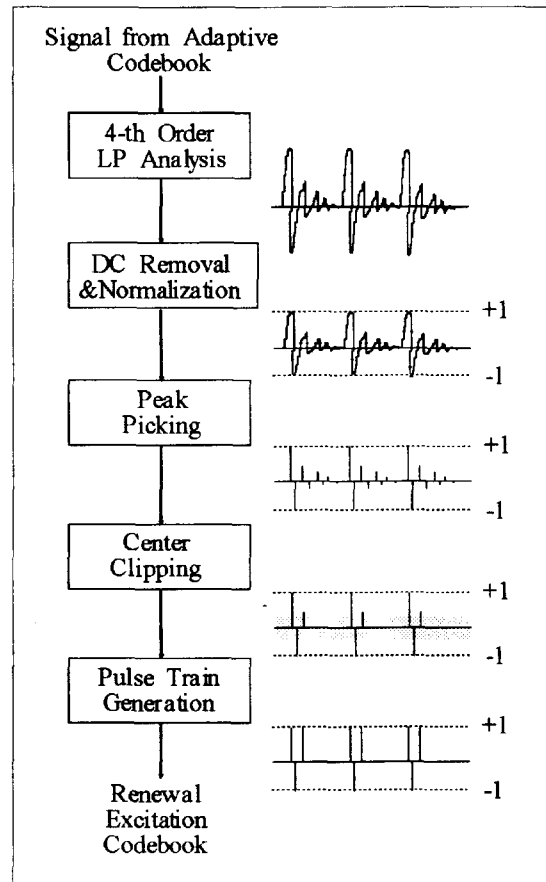 Signal from Adaptive
Codebook
4-th Order
LP Analysis
DC Removal
&Normalization
+1
-1
Peak
Picking
+1
-1
Center
Clipping
+1
-1
Pulse Train
Generation
+1
-1
Renewal
Excitation
Codebook